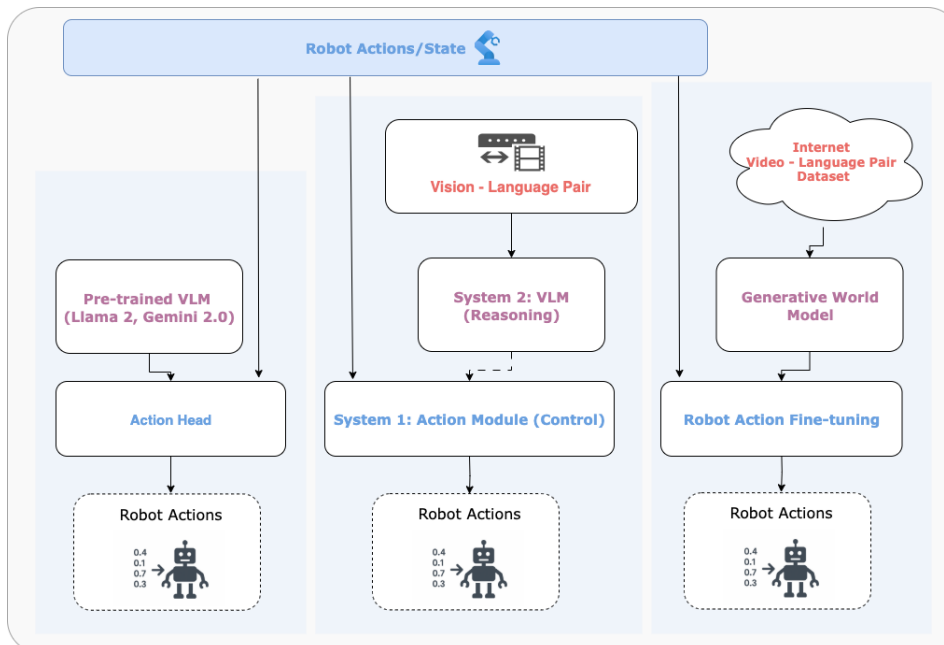 Robot Actions/State
Vision - Language Pair
Internet
Video - Language Pair
Dataset
Pre-trained VLM
(Llama 2, Gemini 2.0)
System 2: VLM
(Reasoning)
Generative World
Model
Action Head
System 1: Action Module (Control)
Robot Action Fine-tuning
Robot Actions
0.4
0.1
0.7
0.3
Robot Actions
0.4
0.1
0.7
0.3
Robot Actions
0.4
0.1
0.7
0.3